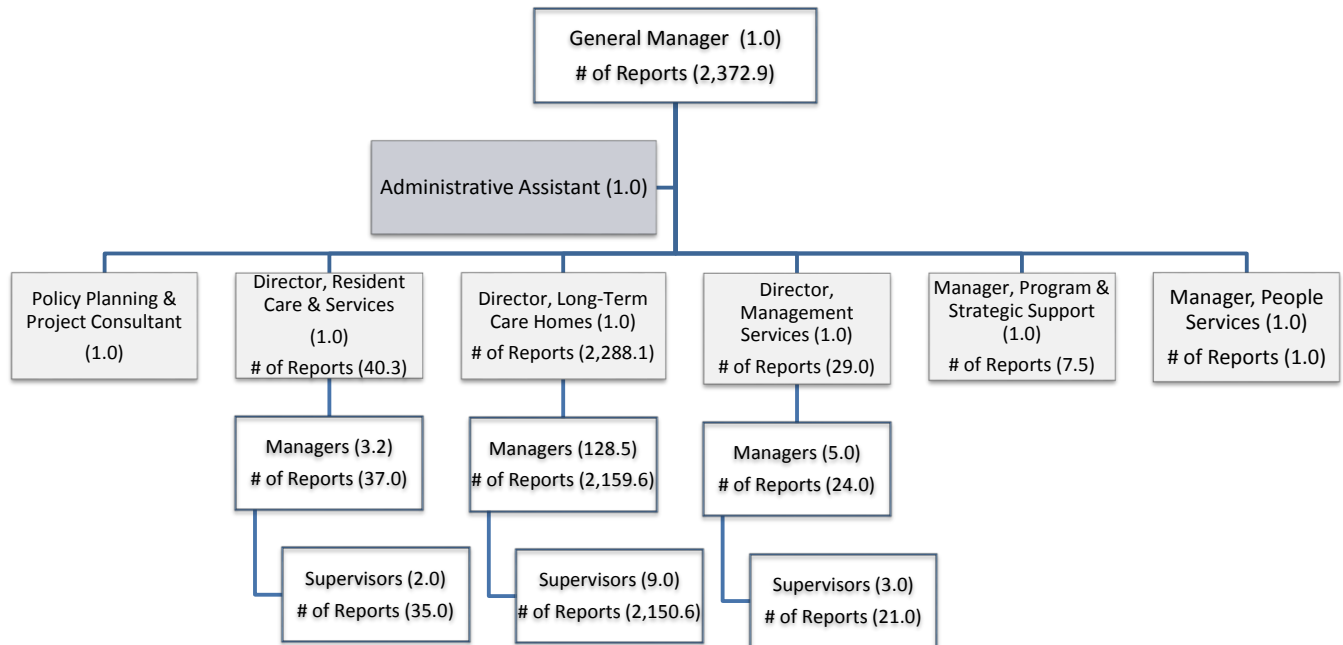 General Manager (1.0)
# of Reports (2,372.9)
Administrative Assistant (1.0)
Policy Planning &
Project Consultant
(1.0)
Director, Resident
Care & Services
(1.0)
# of Reports (40.3)
Director, Long-Term
Care Homes (1.0)
# of Reports (2,288.1)
Director,
Management
Services (1.0)
# of Reports (29.0)
Manager, Program &
Strategic Support
(1.0)
# of Reports (7.5)
Manager, People
Services (1.0)
# of Reports (1.0)
Managers (3.2)
# of Reports (37.0)
Managers (128.5)
# of Reports (2,159.6)
Managers (5.0)
# of Reports (24.0)
Supervisors (2.0)
# of Reports (35.0)
Supervisors (9.0)
# of Reports (2,150.6)
Supervisors (3.0)
# of Reports (21.0)